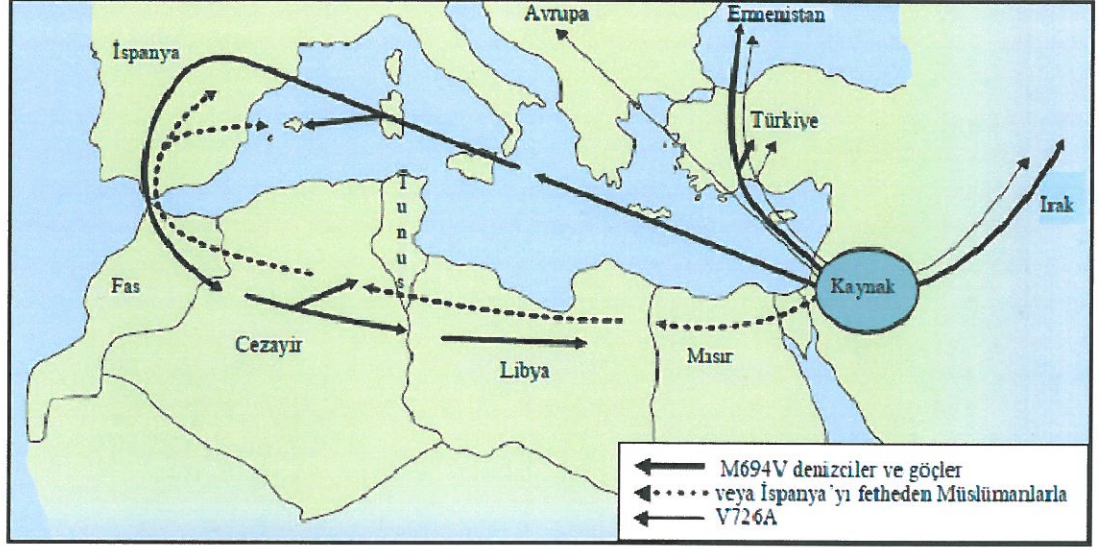 Avrupa
Ermenistan
İspanya
Türkiye
Tunus
Irak
Fas
Kaynak
Cezayir
Libya
Mısır
M694V denizciler ve göçler
veya İspanya'yı fetheden Müslümanlarla
V726A